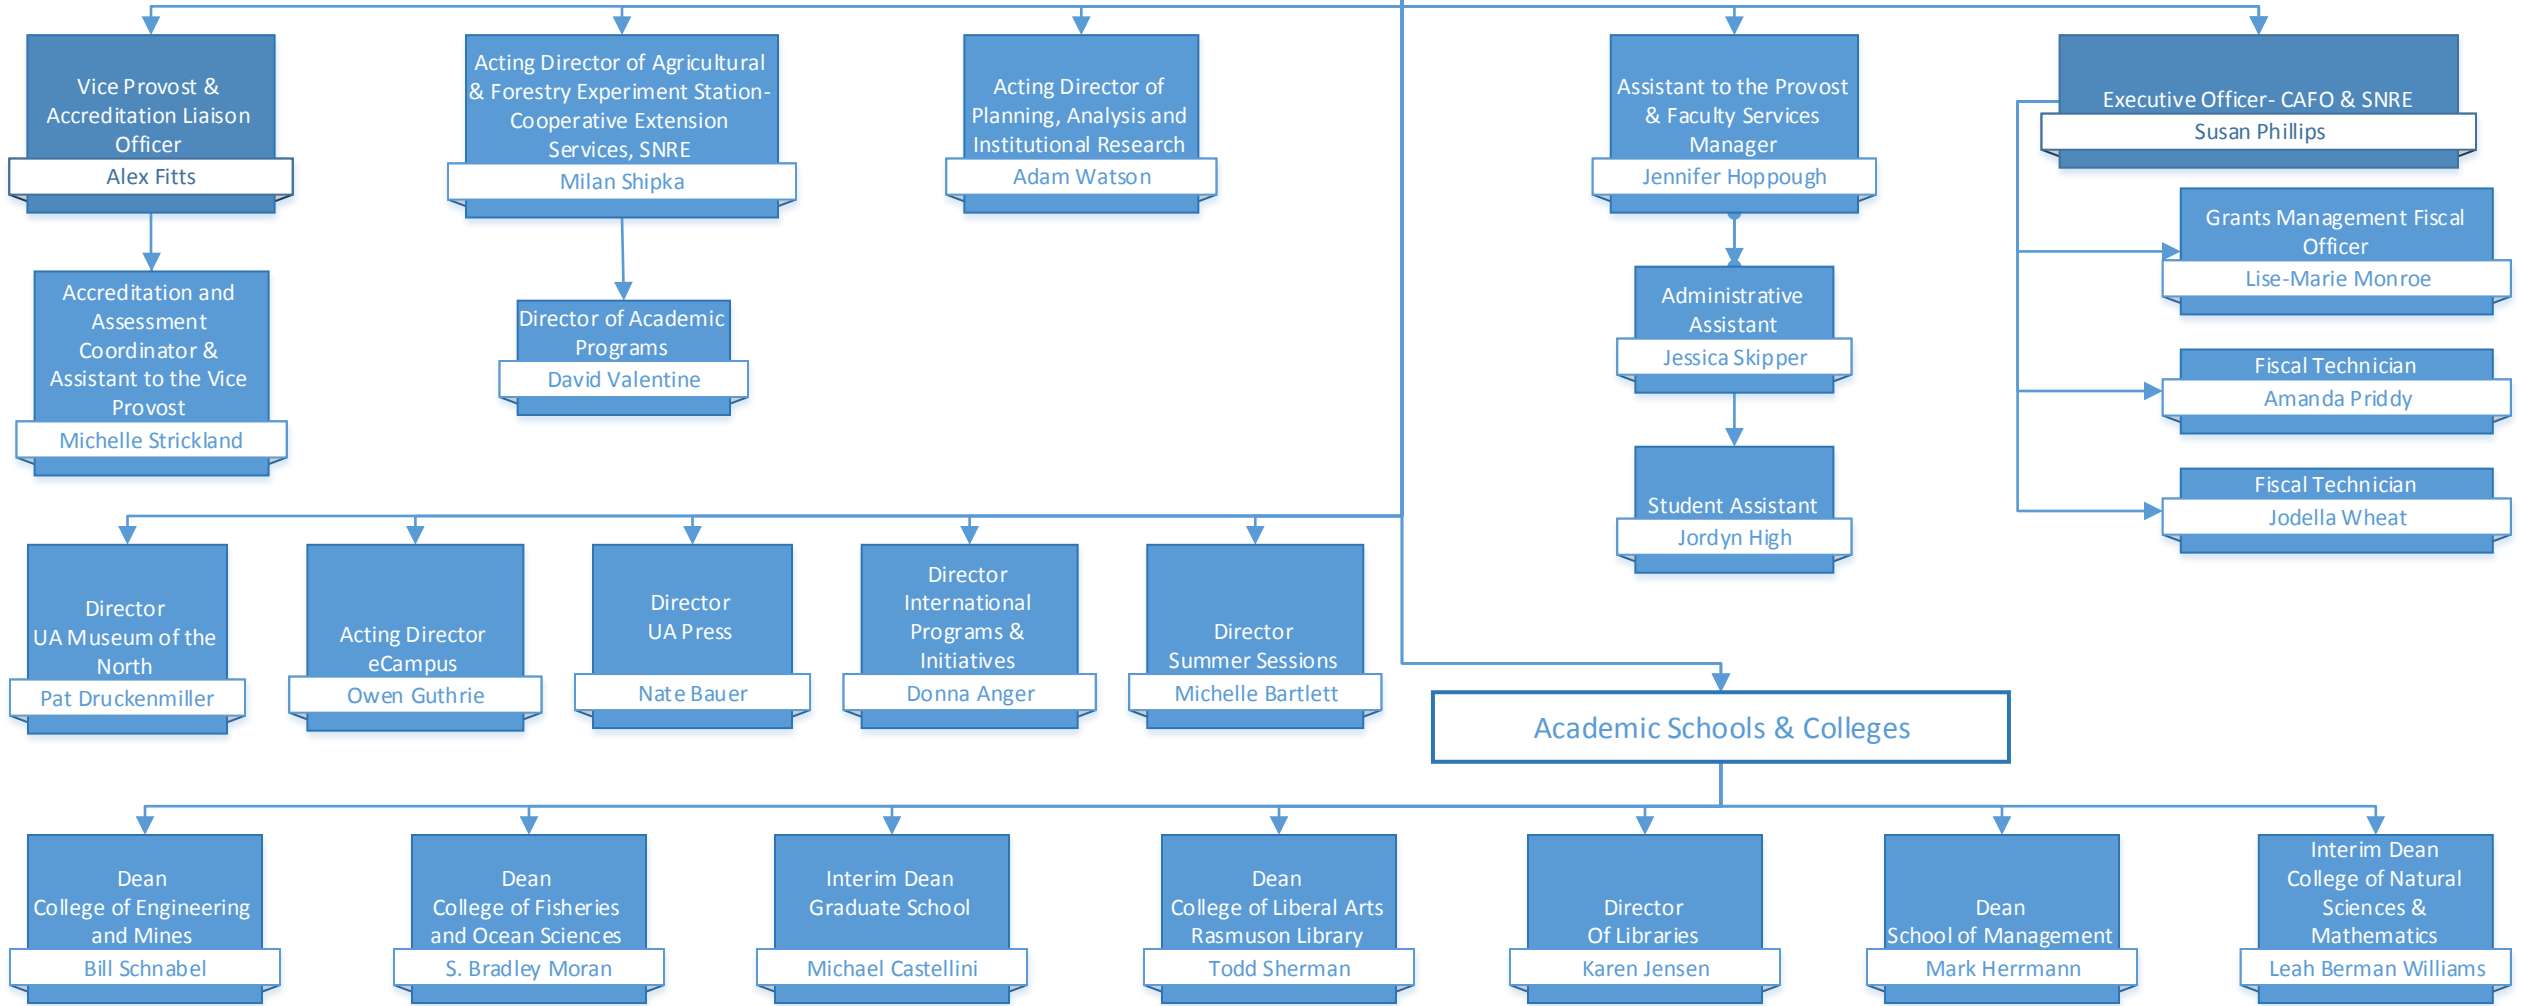 Vice Provost &
Accreditation Liaison
Officer
Alex Fitts
Acting Director of Agricultural
& Forestry Experiment Station-
Cooperative Extension
Services, SNRE
Milan Shipka
Acting Director of
Planning, Analysis and
Institutional Research
Adam Watson
Assistant to the Provost
& Faculty Services
Manager
Jennifer Hoppough
Executive Officer- CAFO & SNRE
Susan Phillips
Accreditation and
Assessment
Coordinator &
Assistant to the Vice
Provost
Michelle Strickland
Director of Academic
Programs
David Valentine
Administrative
Assistant
Jessica Skipper
Student Assistant
Jordyn High
Grants Management Fiscal
Officer
Lise-Marie Monroe
Fiscal Technician
Amanda Priddy
Fiscal Technician
Jodella Wheat
Director
UA Museum of the
North
Pat Druckenmiller
Acting Director
eCampus
Owen Guthrie
Director
UA Press
Nate Bauer
Director
International
Programs &
Initiatives
Donna Anger
Director
Summer Sessions
Michelle Bartlett
Academic Schools & Colleges
Dean
College of Engineering
and Mines
Bill Schnabel
Dean
College of Fisheries
and Ocean Sciences
S. Bradley Moran
Interim Dean
Graduate School
Michael Castellini
Dean
College of Liberal Arts
Rasmuson Library
Todd Sherman
Director
Of Libraries
Karen Jensen
Dean
School of Management
Mark Herrmann
Interim Dean
College of Natural
Sciences &
Mathematics
Leah Berman Williams